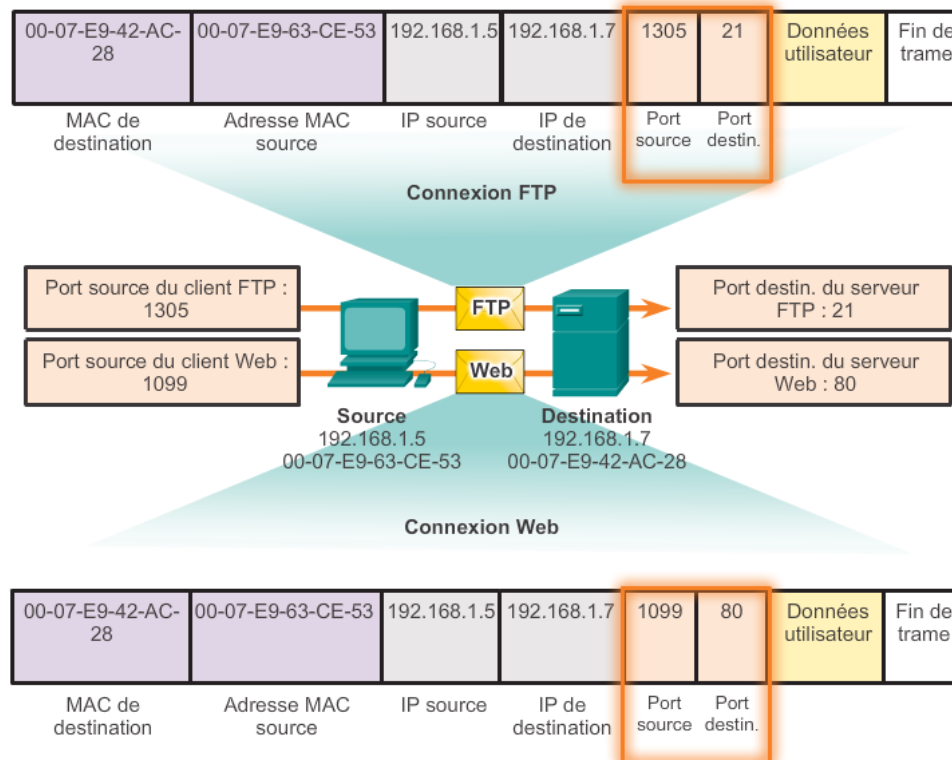 00-07-E9-42-AC-28
00-07-E9-63-CE-53
192.168.1.5
192.168.1.7
1305
21
Données
utilisateur
Fin de
trame
MAC de
destination
Adresse MAC
source
IP source
IP de
destination
Port
source
Port
destin.
Connexion FTP
Port source du client FTP :
1305
FTP
Port destin. du serveur
FTP : 21
Port source du client Web :
1099
Web
Port destin. du serveur
Web : 80
Source
192.168.1.5
00-07-E9-63-CE-53
Destination
192.168.1.7
00-07-E9-42-AC-28
Connexion Web
00-07-E9-42-AC-28
00-07-E9-63-CE-53
192.168.1.5
192.168.1.7
1099
80
Données
utilisateur
Fin de
trame
MAC de
destination
Adresse MAC
source
IP source
IP de
destination
Port
source
Port
destin.